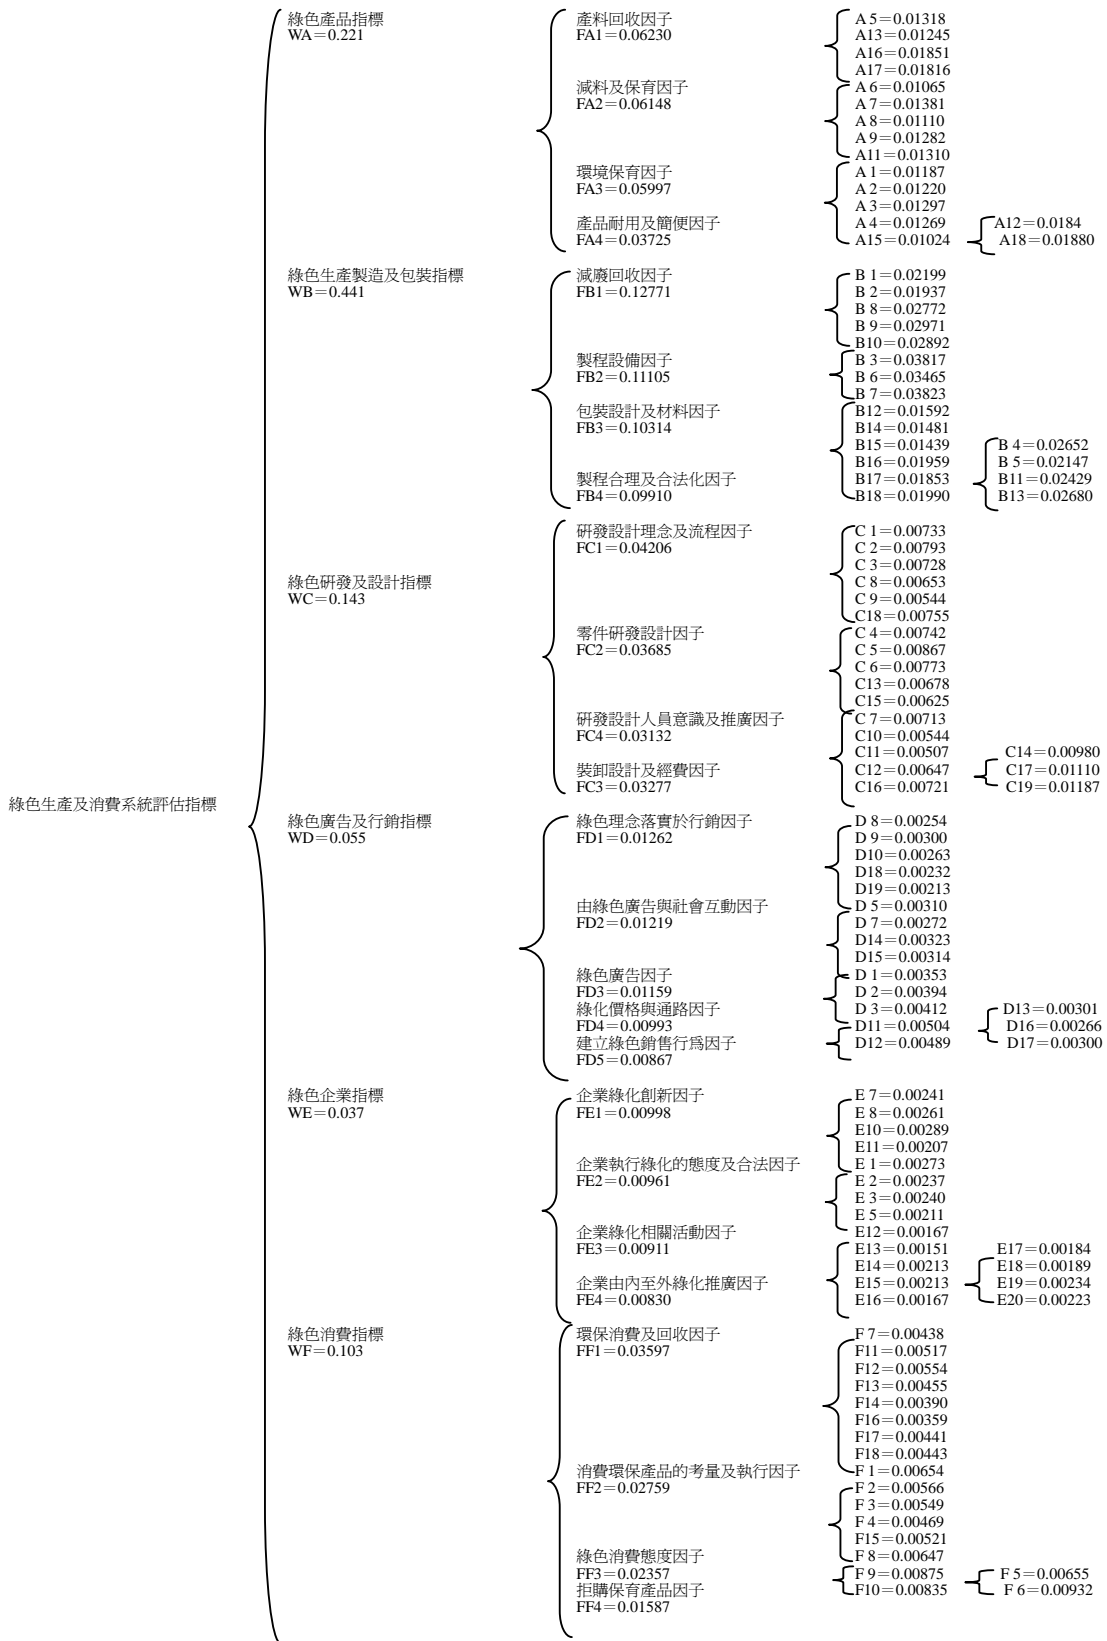 綠色生產及消費系統評估指標
綠色產品指標
WA＝0.221
產料回收因子
FA1＝0.06230
A 5＝0.01318
A13＝0.01245
A16＝0.01851
A17＝0.01816
減料及保育因子
FA2＝0.06148
A 6＝0.01065
A 7＝0.01381
A 8＝0.01110
A 9＝0.01282
A11＝0.01310
環境保育因子
FA3＝0.05997
A 1＝0.01187
A 2＝0.01220
A 3＝0.01297
A 4＝0.01269
A15＝0.01024
產品耐用及簡便因子
FA4＝0.03725
A12＝0.0184
A18＝0.01880
綠色生產製造及包裝指標
WB＝0.441
減廢回收因子
FB1＝0.12771
B 1＝0.02199
B 2＝0.01937
B 8＝0.02772
B 9＝0.02971
B10＝0.02892
製程設備因子
FB2＝0.11105
B 3＝0.03817
B 6＝0.03465
B 7＝0.03823
包裝設計及材料因子
FB3＝0.10314
B12＝0.01592
B14＝0.01481
B15＝0.01439
B16＝0.01959
B17＝0.01853
B18＝0.01990
製程合理及合法化因子
FB4＝0.09910
B 4＝0.02652
B 5＝0.02147
B11＝0.02429
B13＝0.02680
綠色研發及設計指標
WC＝0.143
研發設計理念及流程因子
FC1＝0.04206
C 1＝0.00733
C 2＝0.00793
C 3＝0.00728
C 8＝0.00653
C 9＝0.00544
C18＝0.00755
零件研發設計因子
FC2＝0.03685
C 4＝0.00742
C 5＝0.00867
C 6＝0.00773
C13＝0.00678
C15＝0.00625
研發設計人員意識及推廣因子
FC4＝0.03132
C 7＝0.00713
C10＝0.00544
C11＝0.00507
C12＝0.00647
C16＝0.00721
裝卸設計及經費因子
FC3＝0.03277
C14＝0.00980
C17＝0.01110
C19＝0.01187
綠色廣告及行銷指標
WD＝0.055
綠色理念落實於行銷因子
FD1＝0.01262
D 8＝0.00254
D 9＝0.00300
D10＝0.00263
D18＝0.00232
D19＝0.00213
D 5＝0.00310
由綠色廣告與社會互動因子
FD2＝0.01219
D 7＝0.00272
D14＝0.00323
D15＝0.00314
D 1＝0.00353
綠色廣告因子
FD3＝0.01159
D 2＝0.00394
D 3＝0.00412
綠化價格與通路因子
FD4＝0.00993
D11＝0.00504
D12＝0.00489
建立綠色銷售行爲因子
FD5＝0.00867
D13＝0.00301
D16＝0.00266
D17＝0.00300
綠色企業指標
WE＝0.037
企業綠化創新因子
FE1＝0.00998
E 7＝0.00241
E 8＝0.00261
E10＝0.00289
E11＝0.00207
E 1＝0.00273
企業執行綠化的態度及合法因子
FE2＝0.00961
E 2＝0.00237
E 3＝0.00240
E 5＝0.00211
E12＝0.00167
企業綠化相關活動因子
FE3＝0.00911
E13＝0.00151
E14＝0.00213
E15＝0.00213
E16＝0.00167
企業由內至外綠化推廣因子
FE4＝0.00830
E17＝0.00184
E18＝0.00189
E19＝0.00234
E20＝0.00223
綠色消費指標
WF＝0.103
環保消費及回收因子
FF1＝0.03597
F 7＝0.00438
F11＝0.00517
F12＝0.00554
F13＝0.00455
F14＝0.00390
F16＝0.00359
F17＝0.00441
F18＝0.00443
F 1＝0.00654
消費環保產品的考量及執行因子
FF2＝0.02759
F 2＝0.00566
F 3＝0.00549
F 4＝0.00469
F15＝0.00521
F 8＝0.00647
綠色消費態度因子
FF3＝0.02357
F 9＝0.00875
F10＝0.00835
拒購保育產品因子
FF4＝0.01587
F 5＝0.00655
F 6＝0.00932